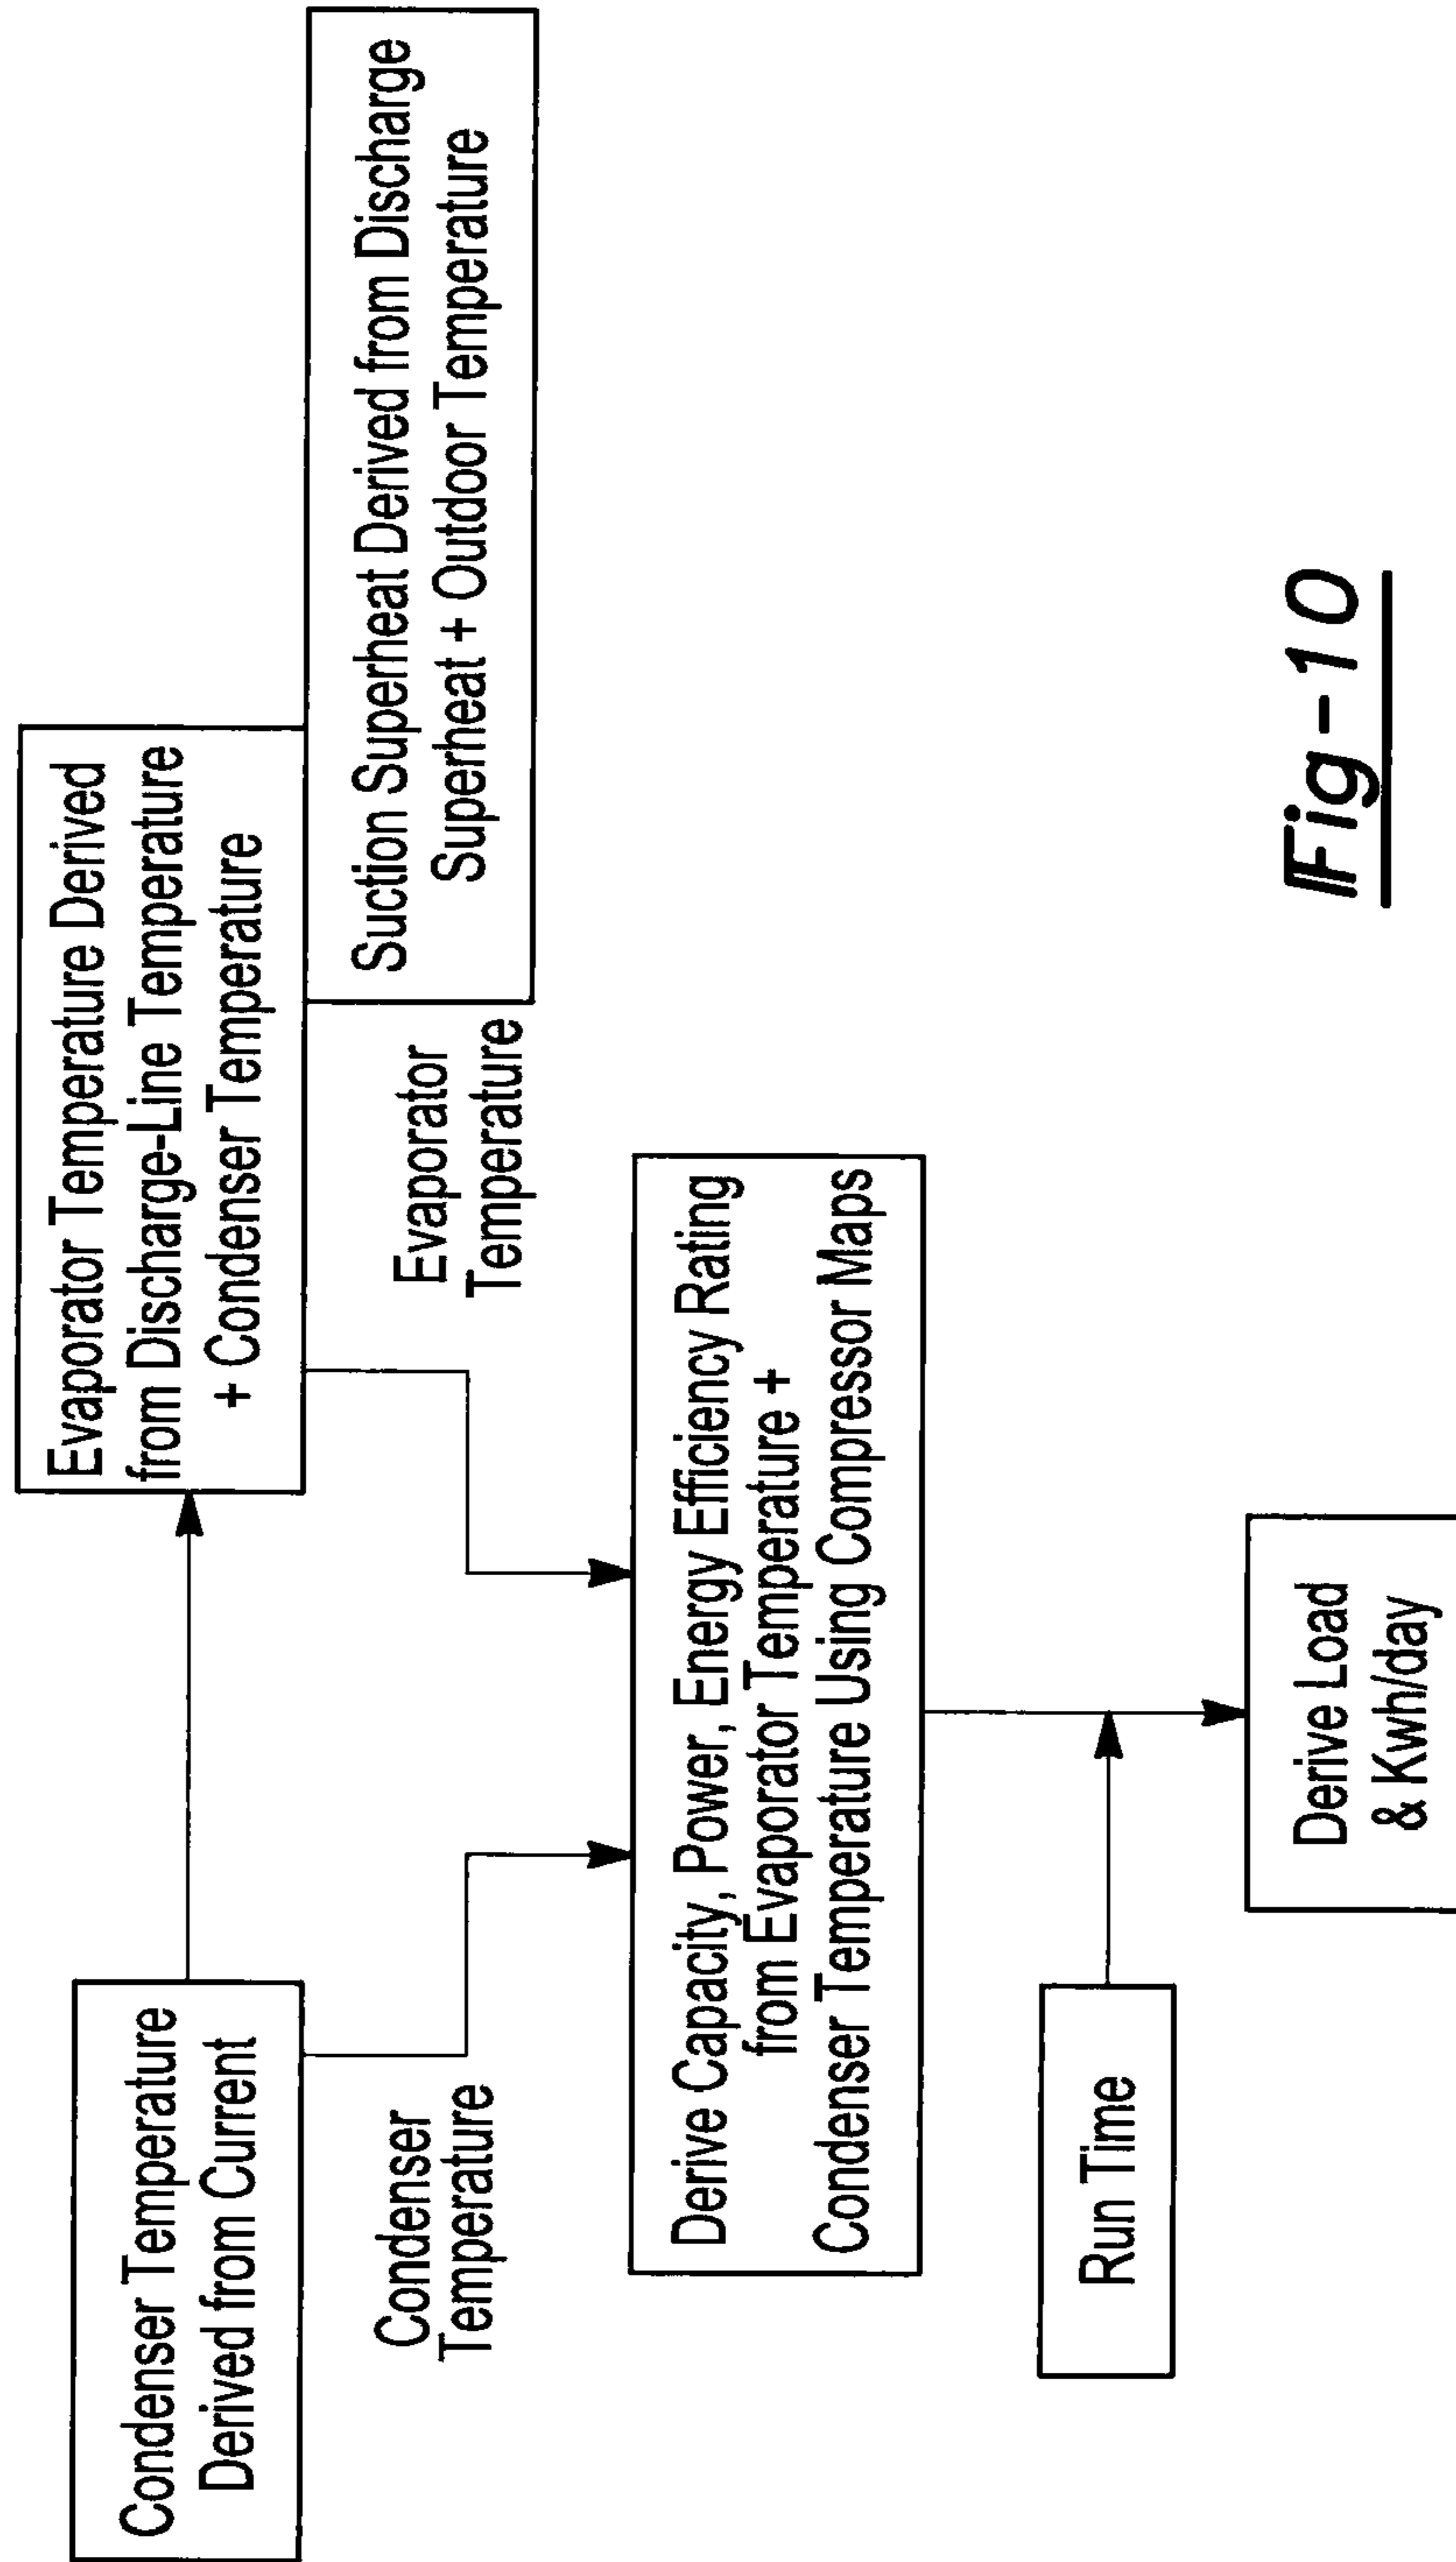 Condenser Temperature
Derived from Current
Evaporator Temperature Derived
from Discharge-Line Temperature
+ Condenser Temperature
Suction Superheat Derived from Discharge
Superheat + Outdoor Temperature
Condenser
Temperature
Evaporator
Temperature
Derive Capacity, Power, Energy Efficiency Rating
from Evaporator Temperature +
Condenser Temperature Using Compressor Maps
Run Time
Derive Load
& Kwh/day
Fig-10